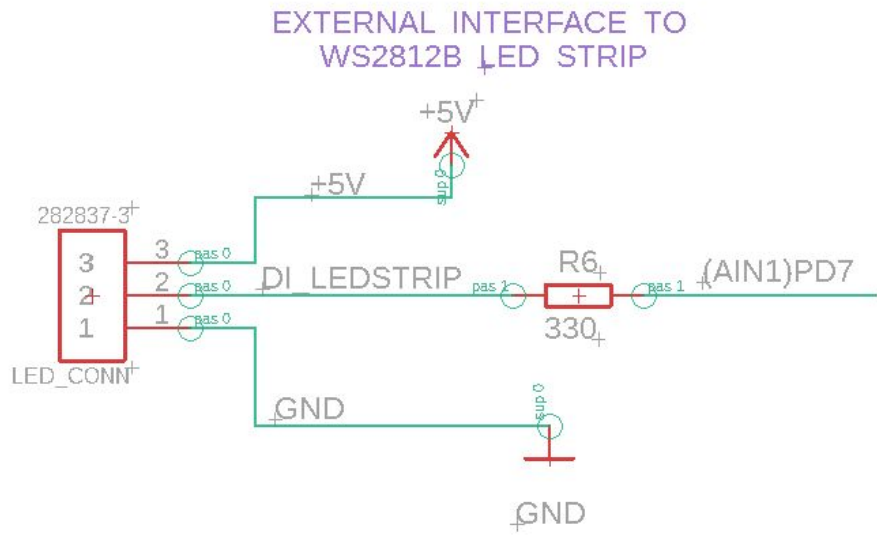 EXTERNAL INTERFACE TO
WS2812B LED STRIP
+5V
sup 0
+5V
282837-3
3
3
pas 0
2
2
pas 0
DI_LEDSTRIP
pas 1
R6
330
pas 1
(AIN1)PD7
1
1
pas 0
LED_CONN
GND
sup 0
GND